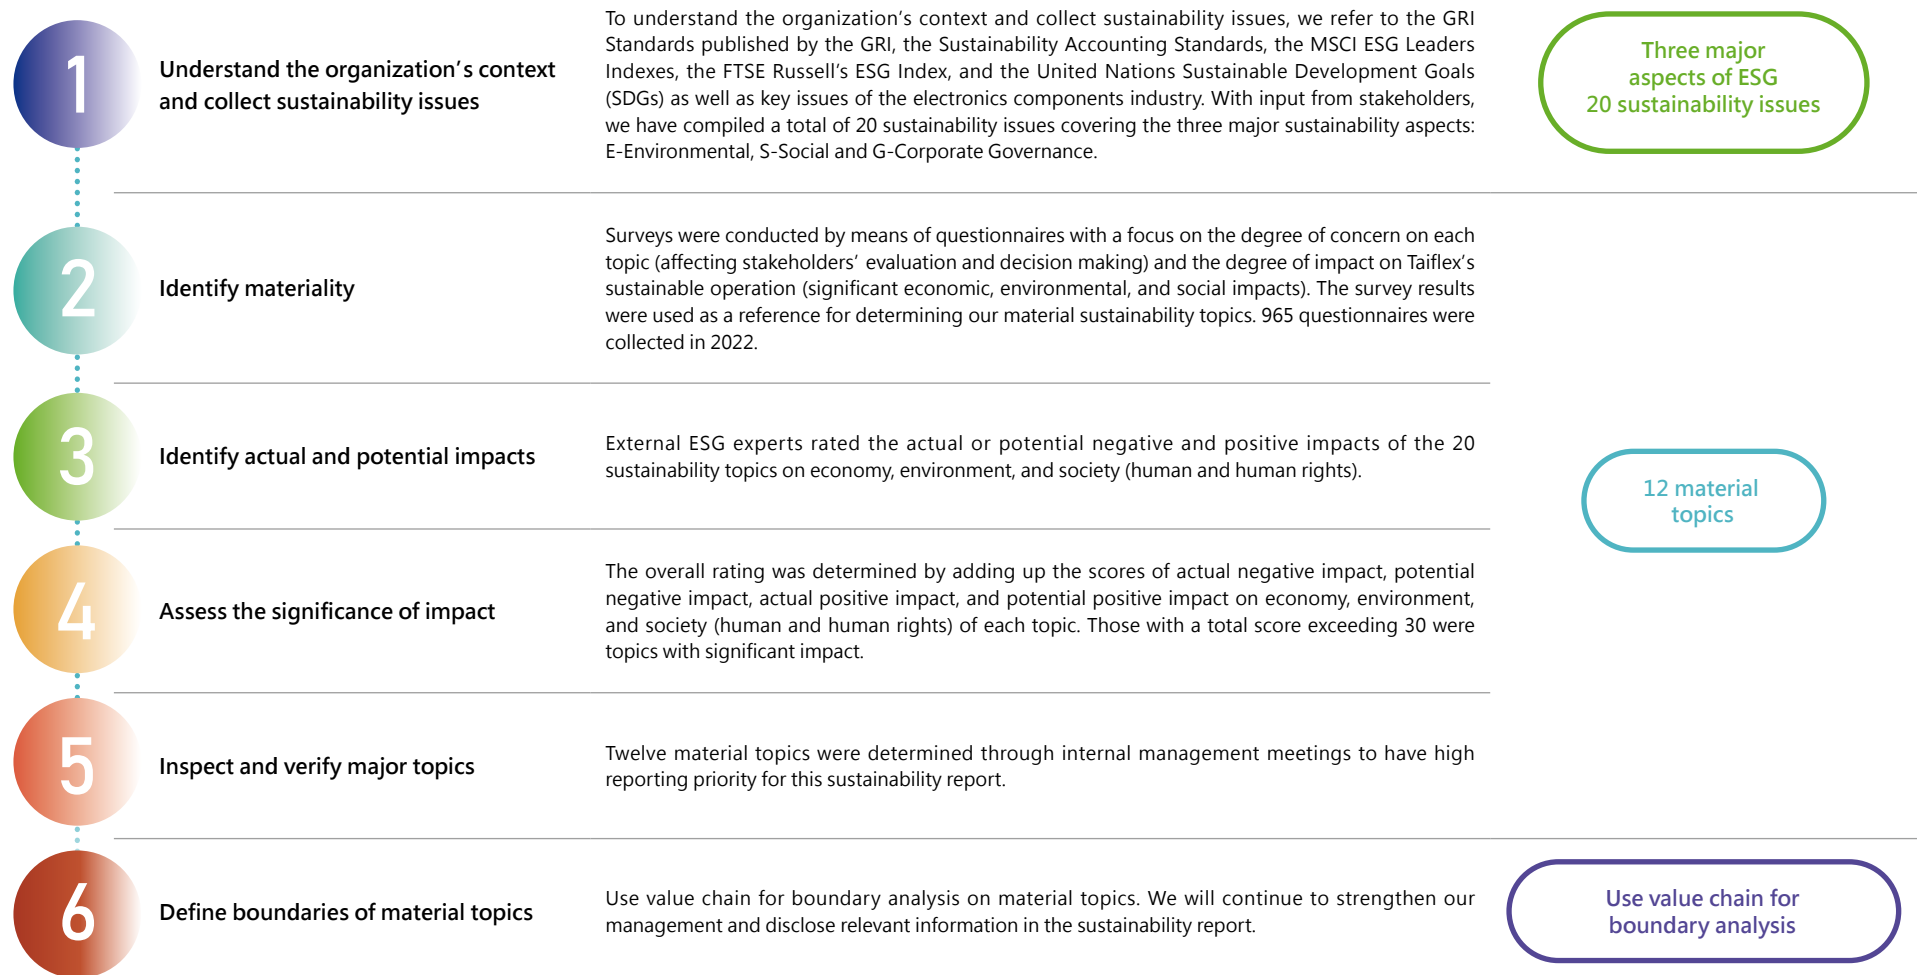 1
Understand the organization's context
and collect sustainability issues
To understand the organization's context and collect sustainability issues, we refer to the GRI
Standards published by the GRI, the Sustainability Accounting Standards, the MSCI ESG Leaders
Indexes, the FTSE Russell's ESG Index, and the United Nations Sustainable Development Goals
(SDGs) as well as key issues of the electronics components industry. With input from stakeholders,
we have compiled a total of 20 sustainability issues covering the three major sustainability aspects:
E-Environmental, S-Social and G-Corporate Governance.
Three major
aspects of ESG
20 sustainability issues
2
Identify materiality
Surveys were conducted by means of questionnaires with a focus on the degree of concern on each
topic (affecting stakeholders' evaluation and decision making) and the degree of impact on Taiflex's
sustainable operation (significant economic, environmental, and social impacts). The survey results
were used as a reference for determining our material sustainability topics. 965 questionnaires were
collected in 2022.
3
Identify actual and potential impacts
External ESG experts rated the actual or potential negative and positive impacts of the 20
sustainability topics on economy, environment, and society (human and human rights).
12 material
topics
4
Assess the significance of impact
The overall rating was determined by adding up the scores of actual negative impact, potential
negative impact, actual positive impact, and potential positive impact on economy, environment,
and society (human and human rights) of each topic. Those with a total score exceeding 30 were
topics with significant impact.
5
Inspect and verify major topics
Twelve material topics were determined through internal management meetings to have high
reporting priority for this sustainability report.
6
Define boundaries of material topics
Use value chain for boundary analysis on material topics. We will continue to strengthen our
management and disclose relevant information in the sustainability report.
Use value chain for
boundary analysis